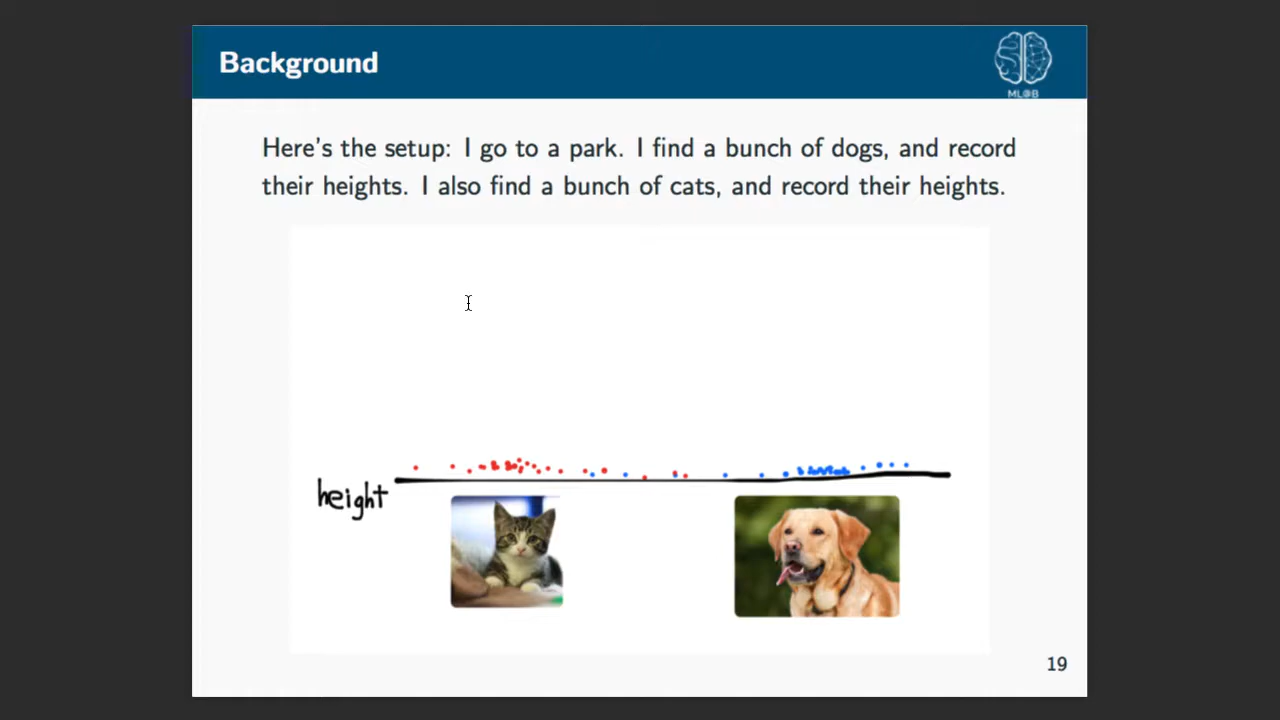 Background
ML@B
Here's the setup: I go to a park. I find a bunch of dogs, and record
their heights. I also find a bunch of cats, and record their heights.
height
19